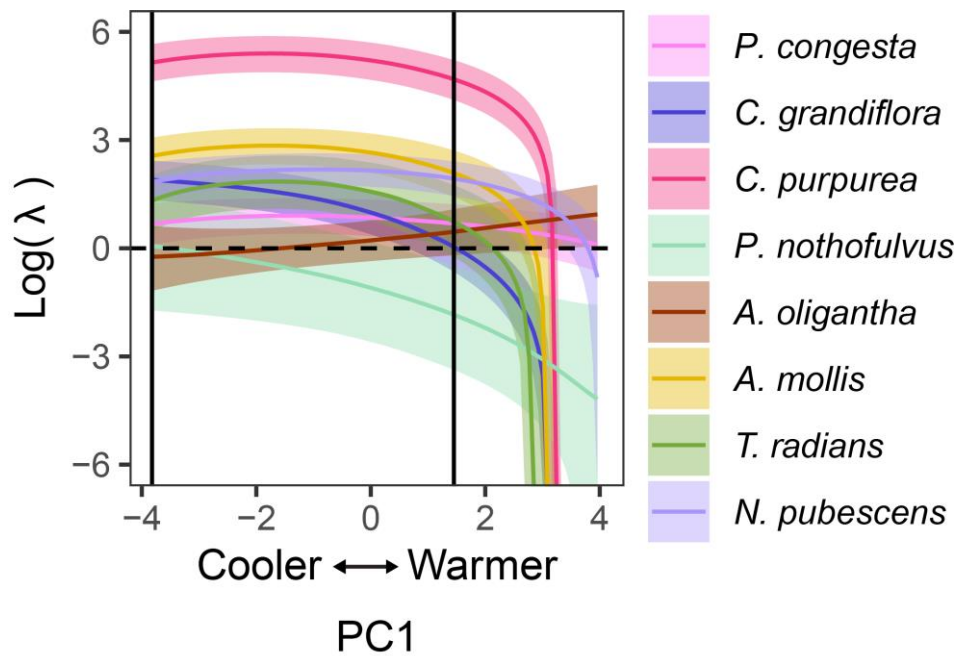 6
3
0
−3
−6
Log( λ )
−4 −2 0 2 4
Cooler ↔ Warmer
PC1
P. congesta
C. grandiflora
C. purpurea
P. nothofulvus
A. oligantha
A. mollis
T. radians
N. pubescens